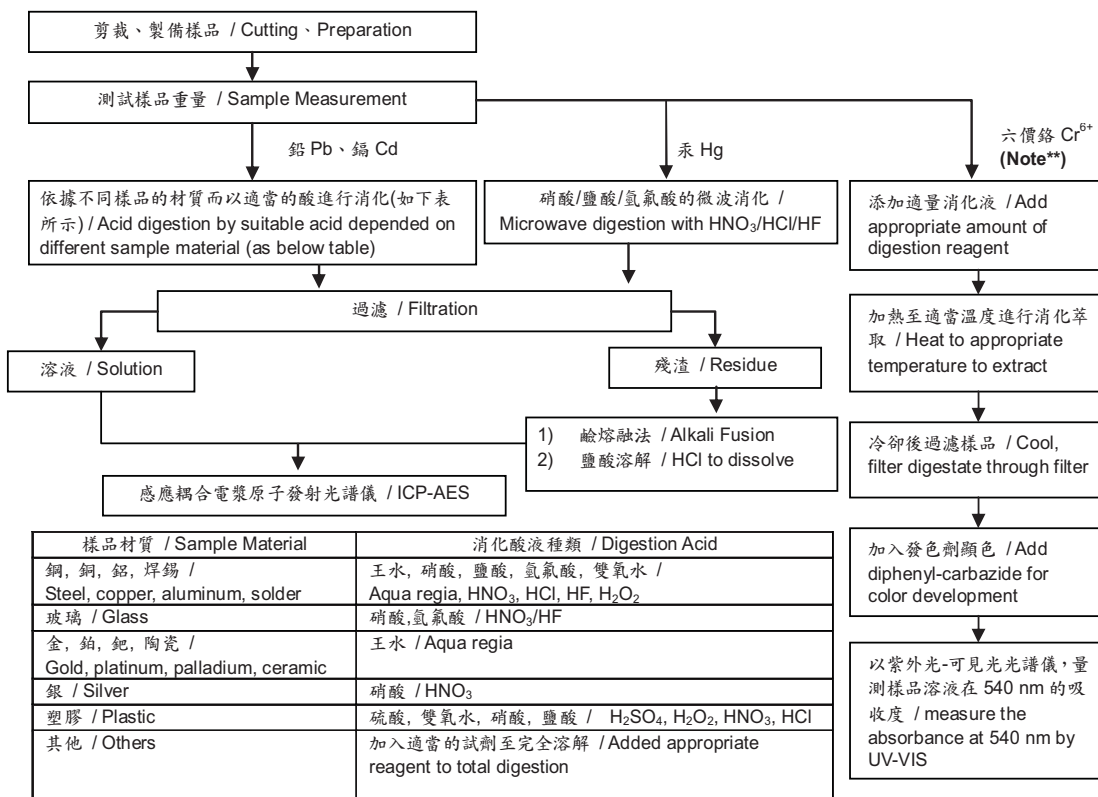 剪裁、製備樣品 / Cutting、Preparation
測試樣品重量 / Sample Measurement
鉛 Pb、鎘 Cd
汞 Hg
六價鉻 Cr⁶⁺
(Note**)
依據不同樣品的材質而以適當的酸進行消化(如下表
所示) / Acid digestion by suitable acid depended on
different sample material (as below table)
硝酸/鹽酸/氫氟酸的微波消化 /
Microwave digestion with HNO₃/HCl/HF
過濾 / Filtration
溶液 / Solution
殘渣 / Residue
1) 鹼熔融法 / Alkali Fusion
2) 鹽酸溶解 / HCl to dissolve
感應耦合電漿原子發射光譜儀 / ICP-AES
添加適量消化液 / Add
appropriate amount of
digestion reagent
加熱至適當溫度進行消化萃
取 / Heat to appropriate
temperature to extract
冷卻後過濾樣品 / Cool,
filter digestate through filter
加入發色劑顯色 / Add
diphenyl-carbazide for
color development
以紫外光-可見光光譜儀，量
測樣品溶液在 540 nm 的吸
收度 / measure the
absorbance at 540 nm by
UV-VIS
樣品材質 / Sample Material 消化酸液種類 / Digestion Acid
鋼, 銅, 鋁, 焊錫 / 王水, 硝酸, 鹽酸, 氫氟酸, 雙氧水 /
Steel, copper, aluminum, solder Aqua regia, HNO₃, HCl, HF, H₂O₂
玻璃 / Glass 硝酸,氫氟酸 / HNO₃/HF
金, 鉑, 鈀, 陶瓷 / 王水 / Aqua regia
Gold, platinum, palladium, ceramic
銀 / Silver 硝酸 / HNO₃
塑膠 / Plastic 硫酸, 雙氧水, 硝酸, 鹽酸 / H₂SO₄, H₂O₂, HNO₃, HCl
其他 / Others 加入適當的試劑至完全溶解 / Added appropriate
reagent to total digestion